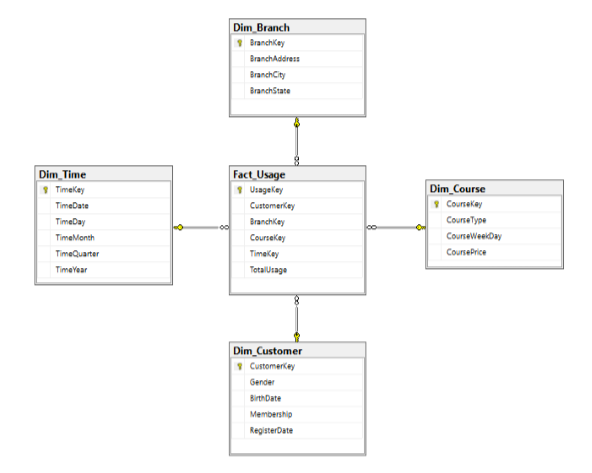 Dim_Branch
BranchKey
BranchAddress
BranchCity
BranchState
Dim_Time
TimeKey
TimeDate
TimeDay
TimeMonth
TimeQuarter
TimeYear
Fact_Usage
UsageKey
CustomerKey
BranchKey
CourseKey
TimeKey
TotalUsage
Dim_Course
CourseKey
CourseType
CourseWeekDay
CoursePrice
Dim_Customer
CustomerKey
Gender
BirthDate
Membership
RegisterDate